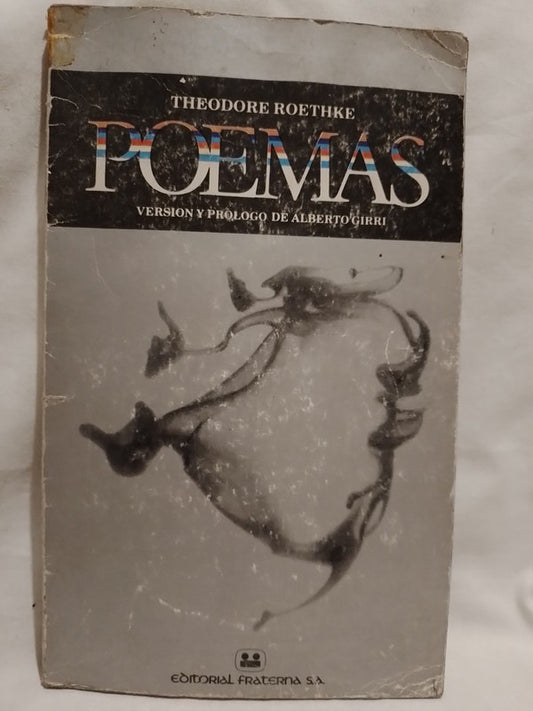 THEODORE ROETHKE
POEMAS
VERSION Y PROLOGO DE ALBERTO GIRRI
EDITORIAL FRATERNA S.A.